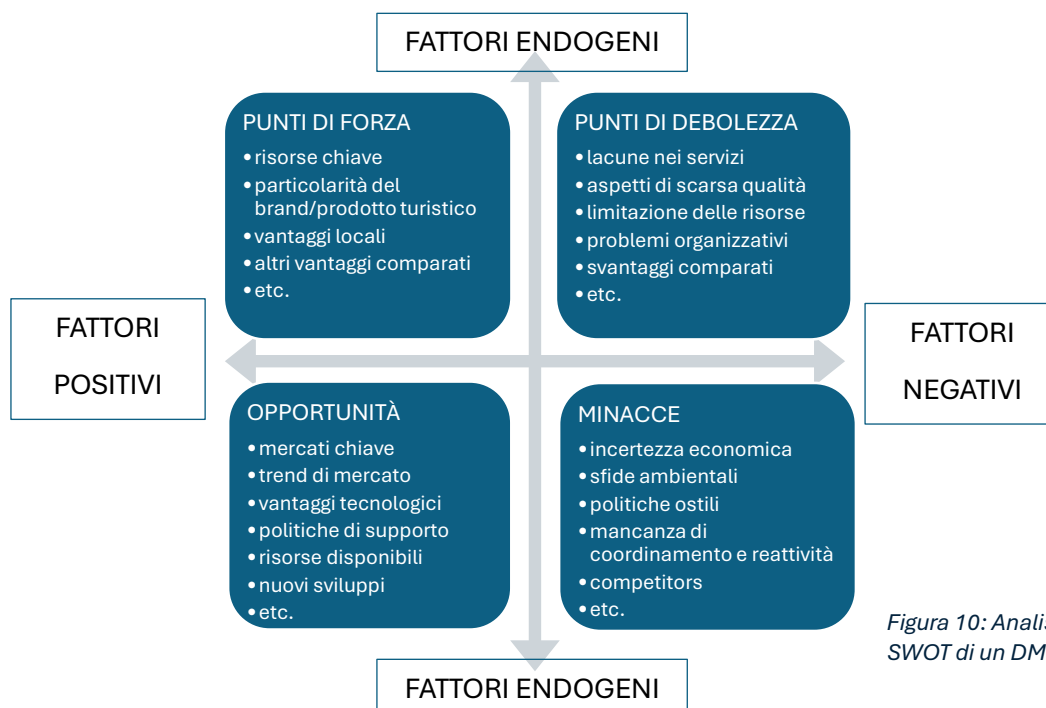 FATTORI ENDOGENI
PUNTI DI FORZA
• risorse chiave
• particolarità del
brand/prodotto turistico
• vantaggi locali
• altri vantaggi comparati
• etc.
PUNTI DI DEBOLEZZA
• lacune nei servizi
• aspetti di scarsa qualità
• limitazione delle risorse
• problemi organizzativi
• svantaggi comparati
• etc.
FATTORI
POSITIVI
FATTORI
NEGATIVI
OPPORTUNITÀ
• mercati chiave
• trend di mercato
• vantaggi tecnologici
• politiche di supporto
• risorse disponibili
• nuovi sviluppi
• etc.
MINACCE
• incertezza economica
• sfide ambientali
• politiche ostili
• mancanza di
coordinamento e reattività
• competitors
• etc.
Figura 10:
SWOT di un
FATTORI ENDOGENI